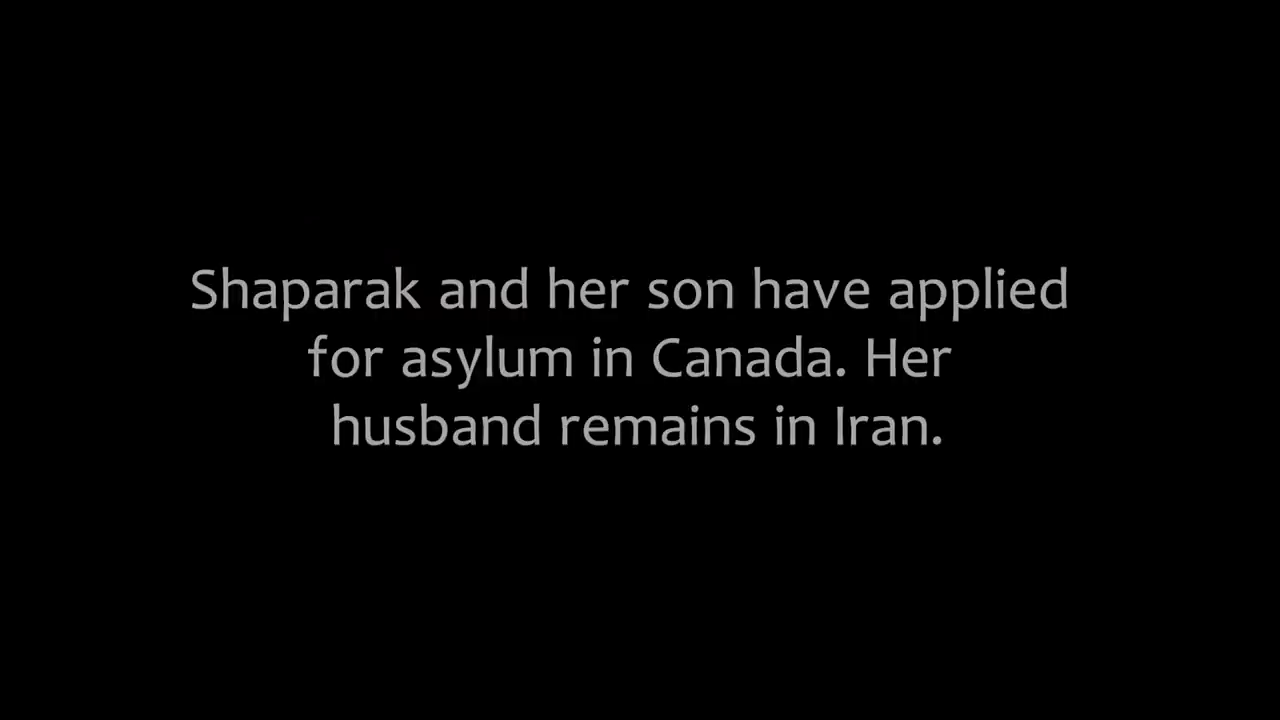 Shaparak and her son have applied
for asylum in Canada. Her
husband remains in Iran.